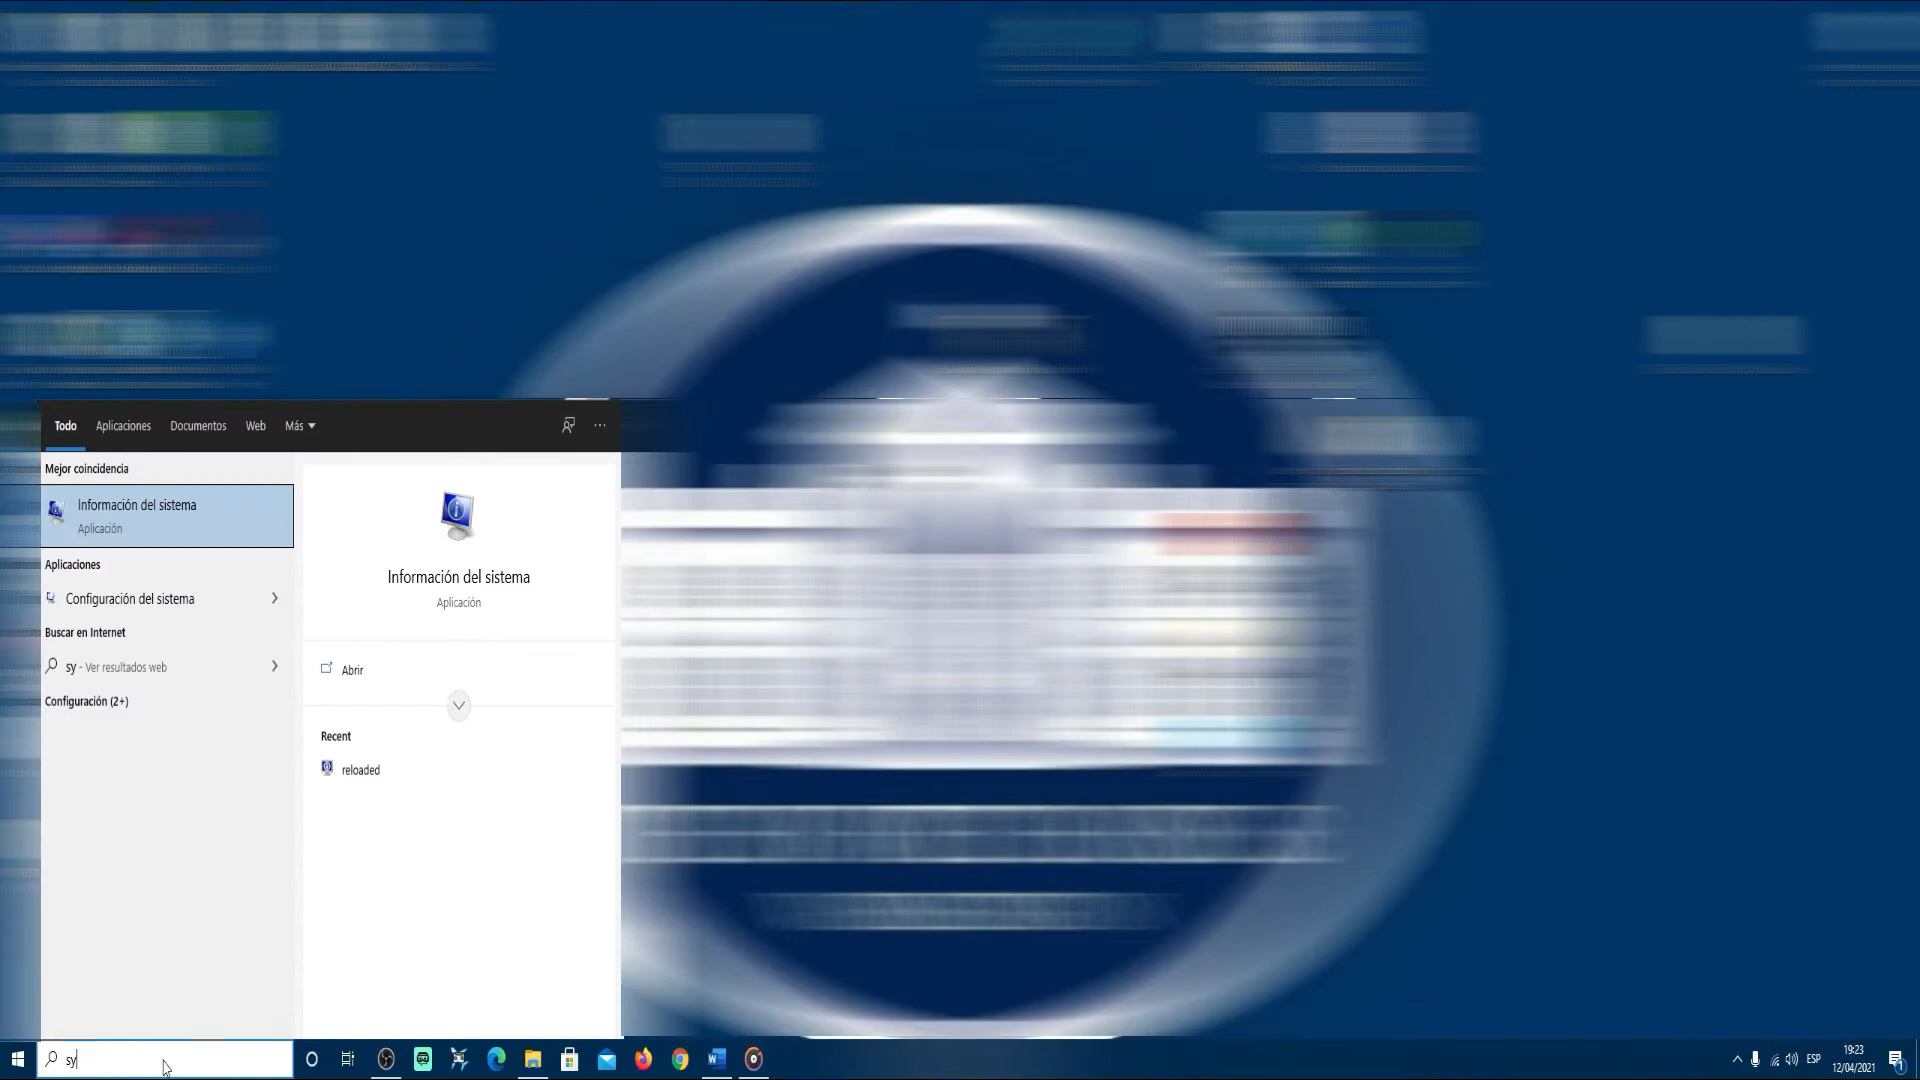 Todo Aplicaciones Documentos Web Más
Mejor coincidencia
Información del sistema
Aplicación
Aplicaciones
Configuración del sistema
Buscar en Internet
sy - Ver resultados web
Configuración (2+)
Información del sistema
Aplicación
Abrir
Recent
reloaded
sy
ESP
19:23
12/04/2021
1